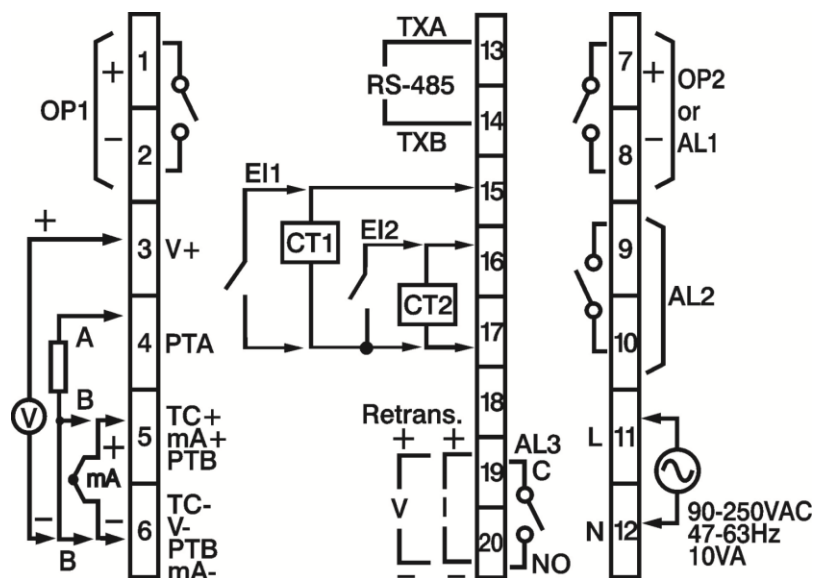 OP1
+
−
1
2
3
4
5
6
V+
PTA
TC+
mA+
PTB
TC-
V-
PTB
mA-
+
A
B
V
+
mA
−
−
B
TXA
RS-485
TXB
EI1
CT1
EI2
CT2
13
14
15
16
17
18
19
20
Retrans.
+ +
V I
− −
AL3
C
NO
7
8
9
10
11
12
+
−
OP2
or
AL1
AL2
L
N
90-250VAC
47-63Hz
10VA